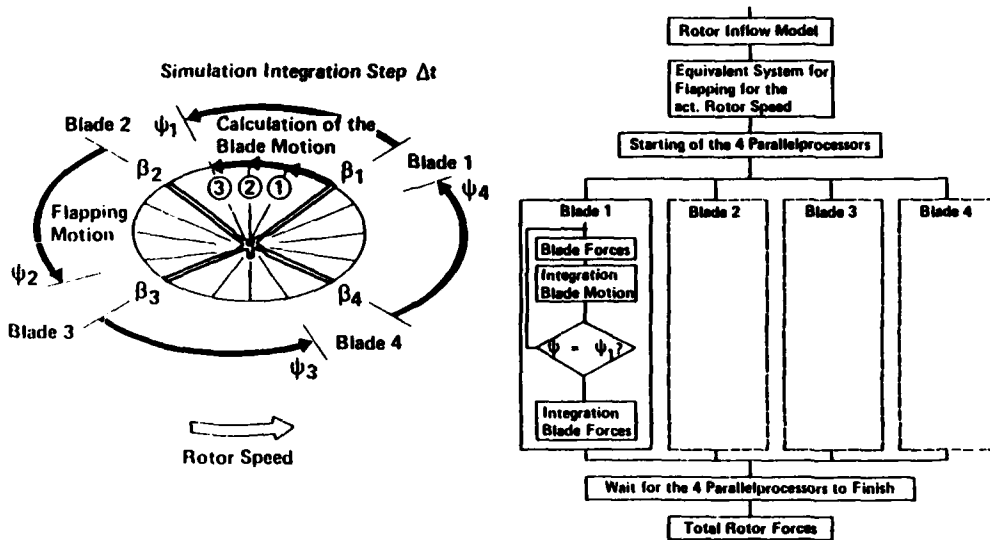 Simulation Integration Step Δt
Blade 2
ψ1
Calculation of the
Blade Motion
Blade 1
ψ4
β2
β1
3 2 1
Flapping
Motion
ψ2
β3
β4
Blade 3
Blade 4
ψ3
Rotor Speed
Rotor Inflow Model
Equivalent System for
Flapping for the
act. Rotor Speed
Starting of the 4 Parallelprocessors
Blade 1
Blade Forces
Integration
Blade Motion
ψ = ψ1?
Integration
Blade Forces
Blade 2
Blade 3
Blade 4
Wait for the 4 Parallelprocessors to Finish
Total Rotor Forces